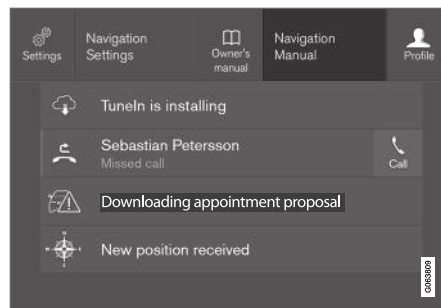 Settings
Navigation
Settings
Owner's
manual
Navigation
Manual
Profile
TuneIn is installing
Sebastian Petersson
Missed call
Call
Downloading appointment proposal
New position received
G063809